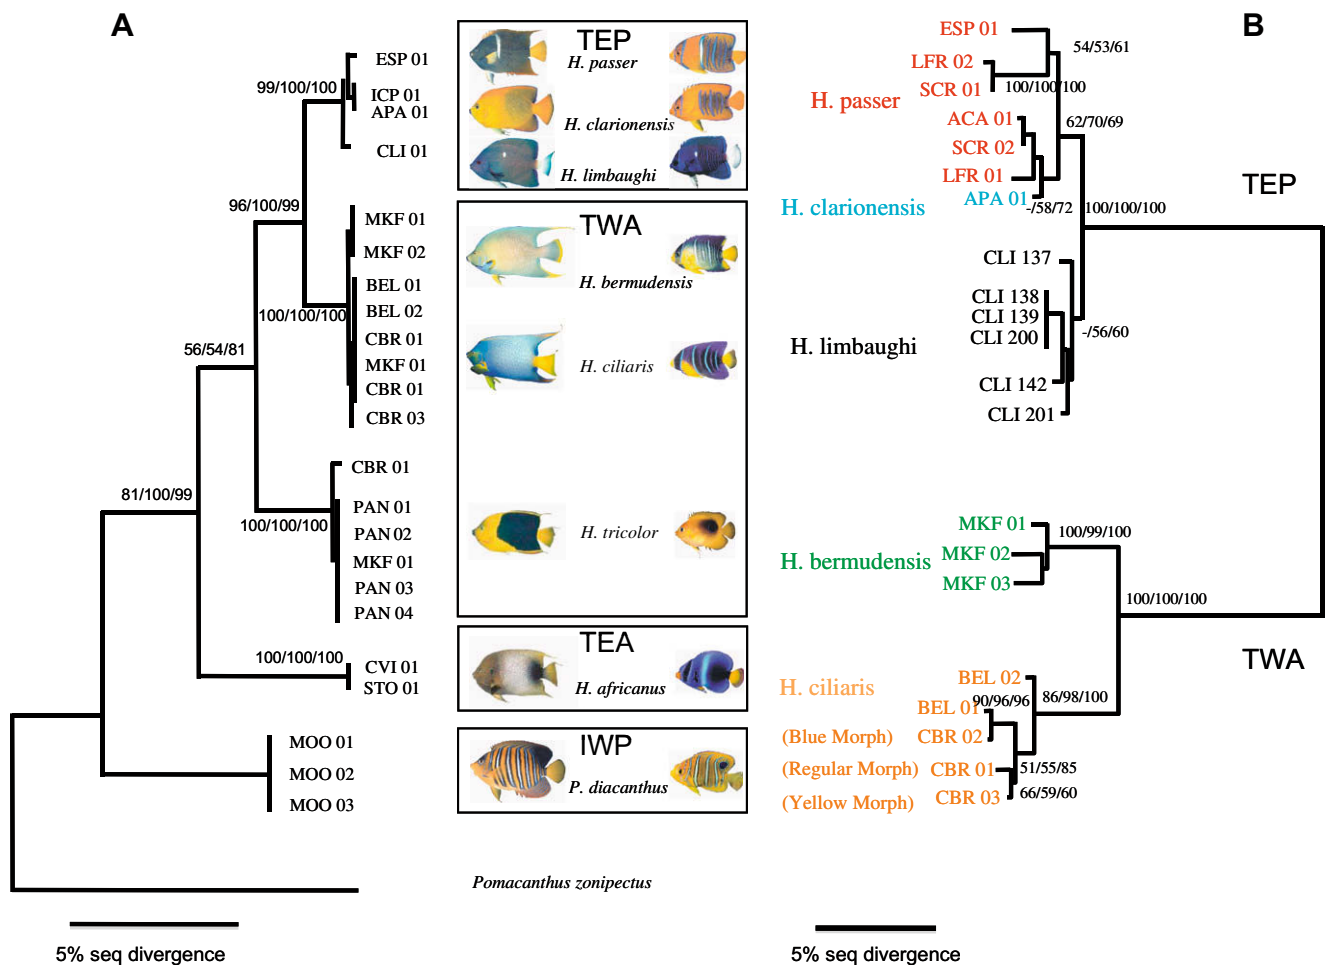 A
ESP 01
99/100/100
ICP 01
APA 01
CLI 01
96/100/99
MKF 01
MKF 02
BEL 01
100/100/100
BEL 02
CBR 01
56/54/81
MKF 01
CBR 01
CBR 03
CBR 01
81/100/99
PAN 01
100/100/100
PAN 02
MKF 01
PAN 03
PAN 04
100/100/100
CVI 01
STO 01
MOO 01
MOO 02
MOO 03
5% seq divergence
TEP
H. passer
H. clarionensis
H. limbaughi
TWA
H. bermudensis
H. ciliaris
H. tricolor
TEA
H. africanus
IWP
P. diacanthus
Pomacanthus zonipectus
B
ESP 01
54/53/61
LFR 02
SCR 01
100/100/100
H. passer
ACA 01
62/70/69
SCR 02
LFR 01
TEP
H. clarionensis
APA 01
-/58/72
100/100/100
CLI 137
CLI 138
CLI 139
CLI 200
-/56/60
H. limbaughi
CLI 142
CLI 201
MKF 01
100/99/100
H. bermudensis
MKF 02
MKF 03
100/100/100
TWA
H. ciliaris
BEL 02
86/98/100
90/96/96
BEL 01
(Blue Morph)
CBR 02
(Regular Morph)
CBR 01
51/55/85
(Yellow Morph)
CBR 03
66/59/60
5% seq divergence